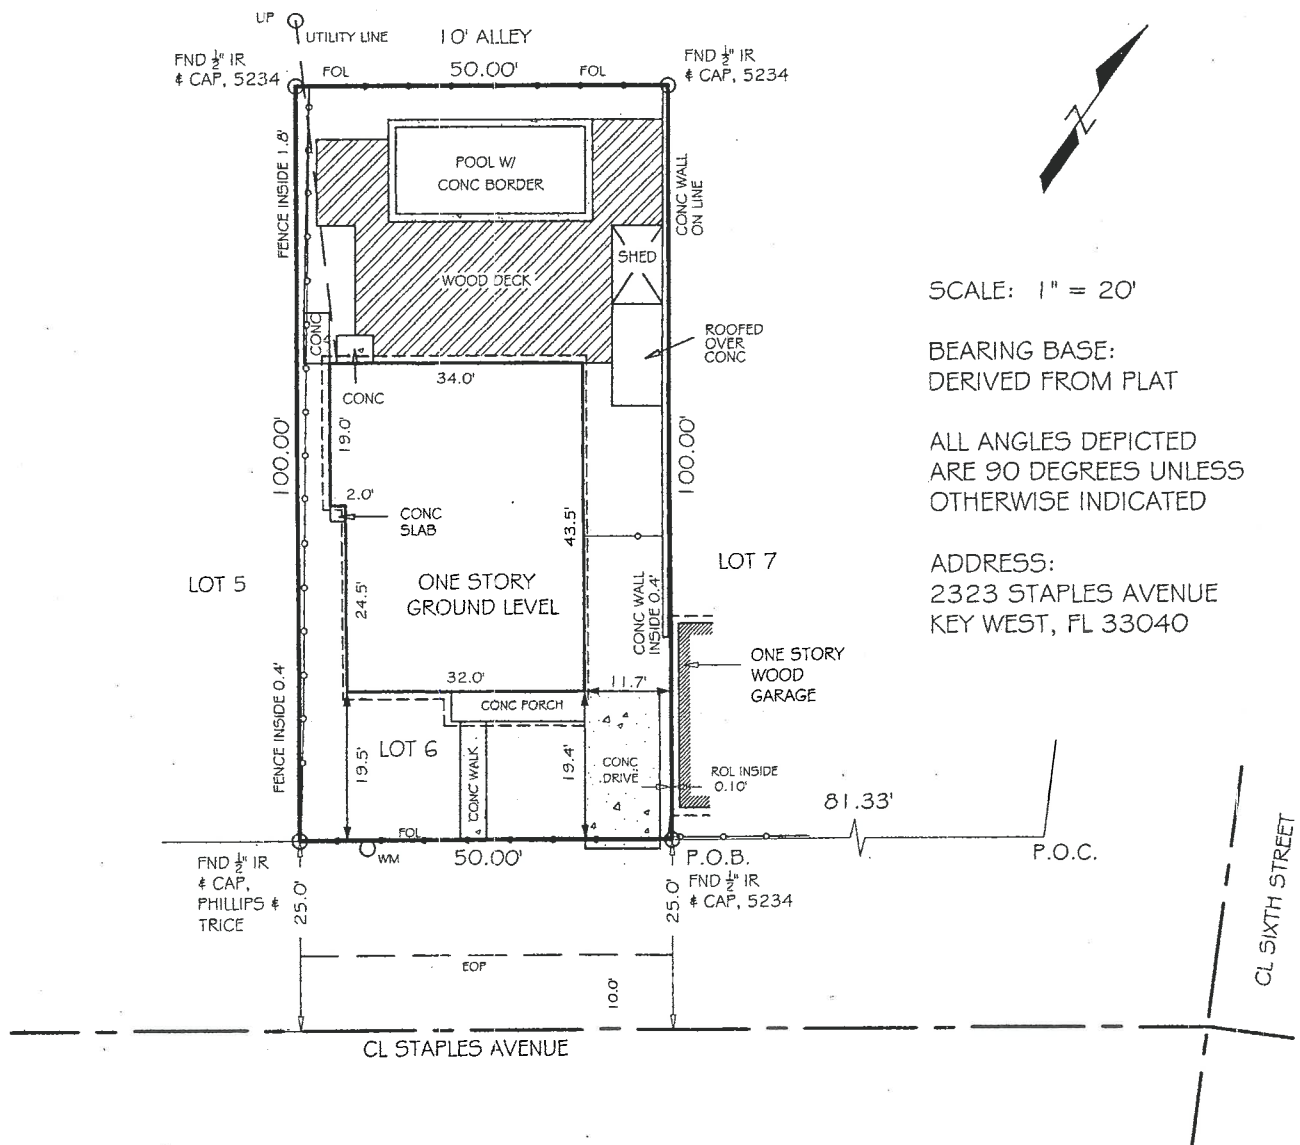 UP
UTILITY LINE
10' ALLEY
FND ½" IR
& CAP, 5234
FOL
50.00'
FOL
FND ½" IR
& CAP, 5234
FENCE INSIDE 1.8'
POOL W/
CONC BORDER
CONC WALL
ON LINE
SHED
WOOD DECK
CONC
ROOFED
OVER
CONC
34.0'
CONC
19.0'
100.00'
100.00'
2.0'
CONC
SLAB
43.5'
LOT 5
LOT 7
ONE STORY
GROUND LEVEL
24.5'
CONC WALL
INSIDE 0.4'
ONE STORY
WOOD
GARAGE
32.0'
11.7'
CONC PORCH
FENCE INSIDE 0.4'
LOT 6
19.5'
CONC WALK
19.4'
CONC
DRIVE
ROL INSIDE
0.10'
81.33'
FOL
WM
50.00'
P.O.B.
P.O.C.
FND ½" IR
& CAP,
PHILLIPS &
TRICE
25.0'
25.0'
FND ½" IR
& CAP, 5234
EOP
10.0'
CL STAPLES AVENUE
CL SIXTH STREET
N
SCALE: 1" = 20'
BEARING BASE:
DERIVED FROM PLAT
ALL ANGLES DEPICTED
ARE 90 DEGREES UNLESS
OTHERWISE INDICATED
ADDRESS:
2323 STAPLES AVENUE
KEY WEST, FL 33040